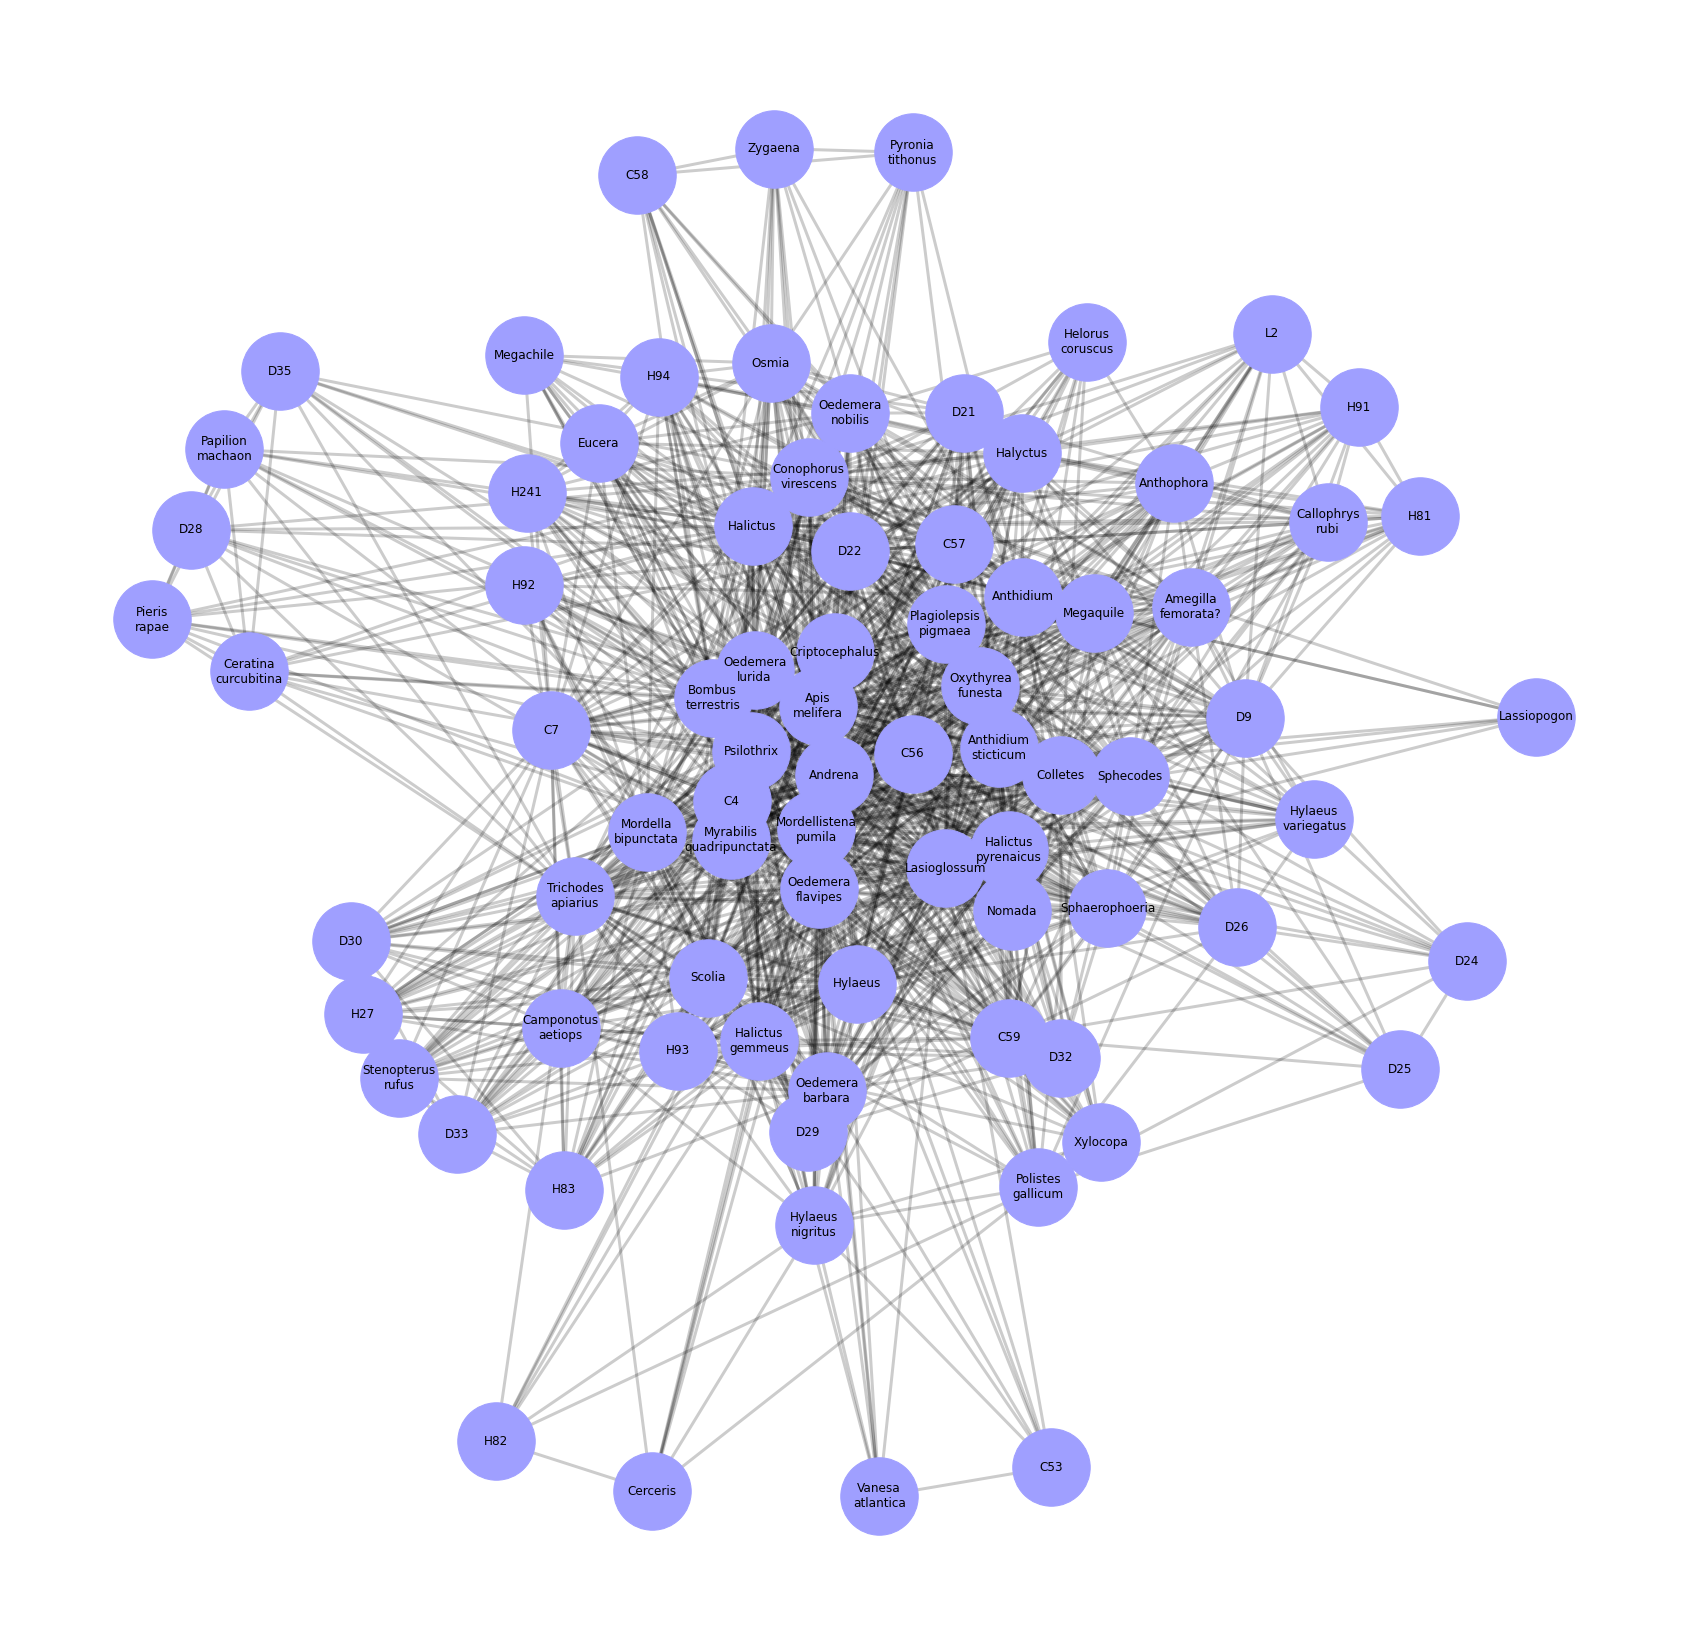 Zygaena
Pyronia
tithonus
C58
Helorus
coruscus
L2
Megachile
Osmia
D35
H94
Oedemera
nobilis
D21
H91
Papilion
machaon
Eucera
Halyctus
Conophorus
virescens
Anthophora
H241
Callophrys
rubi
H81
D28
Halictus
D22
C57
H92
Anthidium
Megaquile
Amegilla
femorata?
Pieris
rapae
Plagiolepsis
pigmaea
Criptocephalus
Ceratina
curcubitina
Oedemera
lurida
Oxythyrea
funesta
Bombus
terrestris
Apis
melifera
D9
Lassiopogon
C7
Psilothrix
C56
Anthidium
sticticum
Andrena
Colletes
Sphecodes
C4
Hylaeus
variegatus
Mordella
bipunctata
Myrabilis
quadripunctata
Mordellistena
pumila
Halictus
pyrenaicus
Lasioglossum
Trichodes
apiarius
Oedemera
flavipes
Nomada
Sphaerophoeria
D26
D30
D24
Scolia
Hylaeus
H27
Camponotus
aetiops
H93
Halictus
gemmeus
C59
D32
Stenopterus
rufus
D25
Oedemera
barbara
D33
D29
Xylocopa
H83
Polistes
gallicum
Hylaeus
nigritus
H82
C53
Cerceris
Vanesa
atlantica